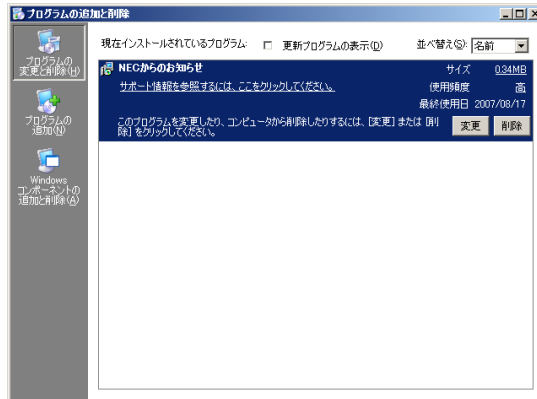 プログラムの追加と削除
プログラムの
変更と削除(H)
プログラムの
追加(N)
Windows
コンポーネントの
追加と削除(A)
現在インストールされているプログラム:
更新プログラムの表示(D)
並べ替え(S):
名前
NECからのお知らせ
サイズ
0.34MB
サポート情報を参照するには、ここをクリックしてください。
使用頻度
高
最終使用日
2007/08/17
このプログラムを変更したり、コンピュータから削除したりするには、[変更] または [削
除] をクリックしてください。
変更
削除